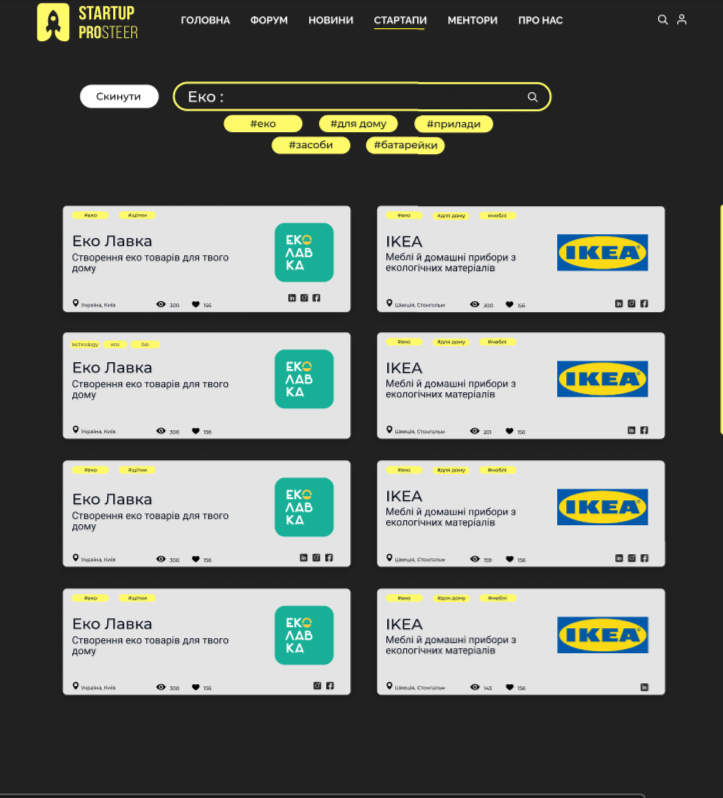 STARTUP
PROSTEER
ГОЛОВНА ФОРУМ НОВИНИ СТАРТАПИ МЕНТОРИ ПРО НАС
Скинути
Еко :
#еко #для дому #прилади
#засоби #батарейки
#еко #щітки
Еко Лавка
Створення еко товарів для твого
дому
ЕКО
ЛАВ
КА
Україна, Київ 300 156
#еко #для дому #меблі
IKEA
Меблі й домашні прибори з
екологічних матеріалів
IKEA
Швеція, Стокгольм 300 156
technology eco bio
Еко Лавка
Створення еко товарів для твого
дому
ЕКО
ЛАВ
КА
Україна, Київ 300 156
#еко #для дому #меблі
IKEA
Меблі й домашні прибори з
екологічних матеріалів
IKEA
Швеція, Стокгольм 201 156
#еко #щітки
Еко Лавка
Створення еко товарів для твого
дому
ЕКО
ЛАВ
КА
Україна, Київ 300 156
#еко #для дому #меблі
IKEA
Меблі й домашні прибори з
екологічних матеріалів
IKEA
Швеція, Стокгольм 159 156
#еко #щітки
Еко Лавка
Створення еко товарів для твого
дому
ЕКО
ЛАВ
КА
Україна, Київ 300 156
#еко #для дому #меблі
IKEA
Меблі й домашні прибори з
екологічних матеріалів
IKEA
Швеція, Стокгольм 143 156